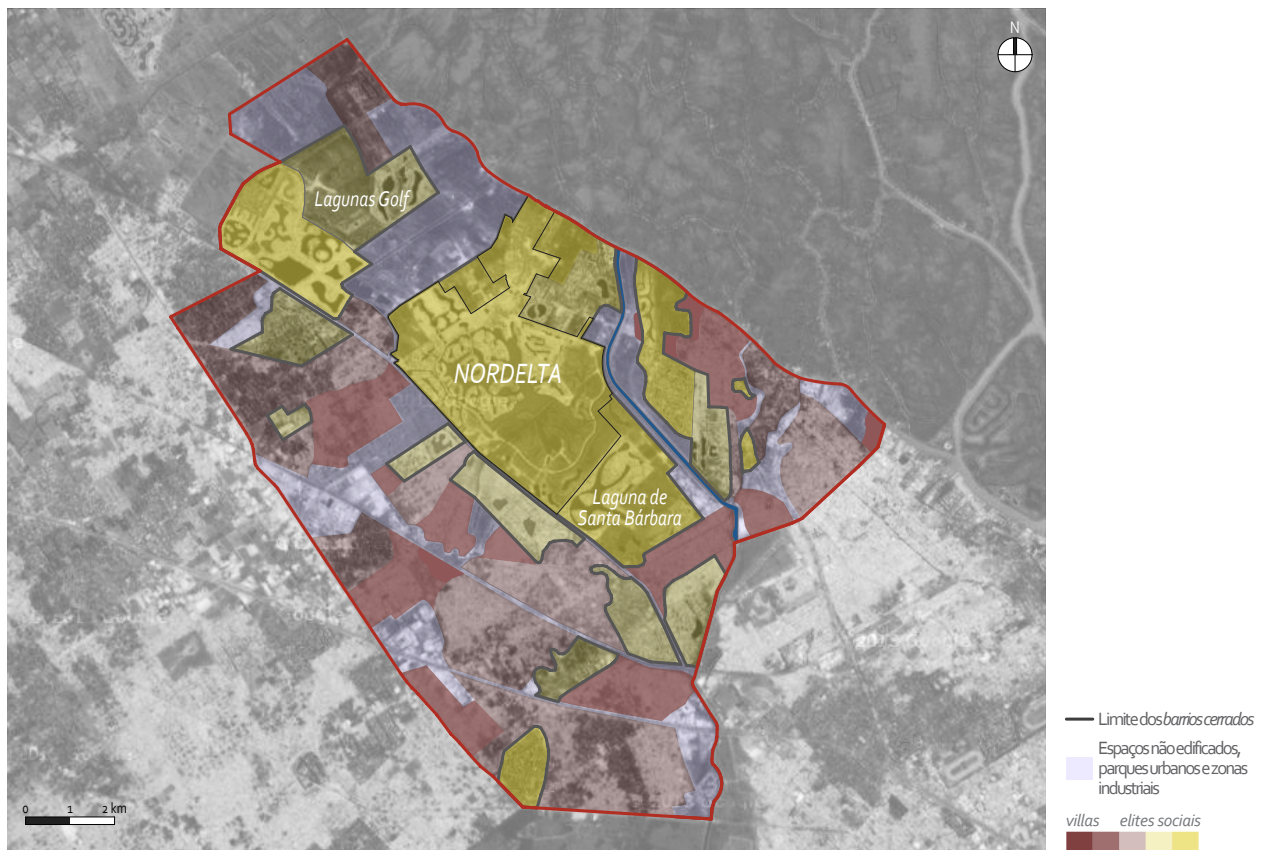 N
Lagunas Golf
NORDELTA
Laguna de
Santa Bárbara
0 1 2 km
Limite dos barrios cerrados
Espaços não edificados,
parques urbanos e zonas
industriais
villas elites sociais